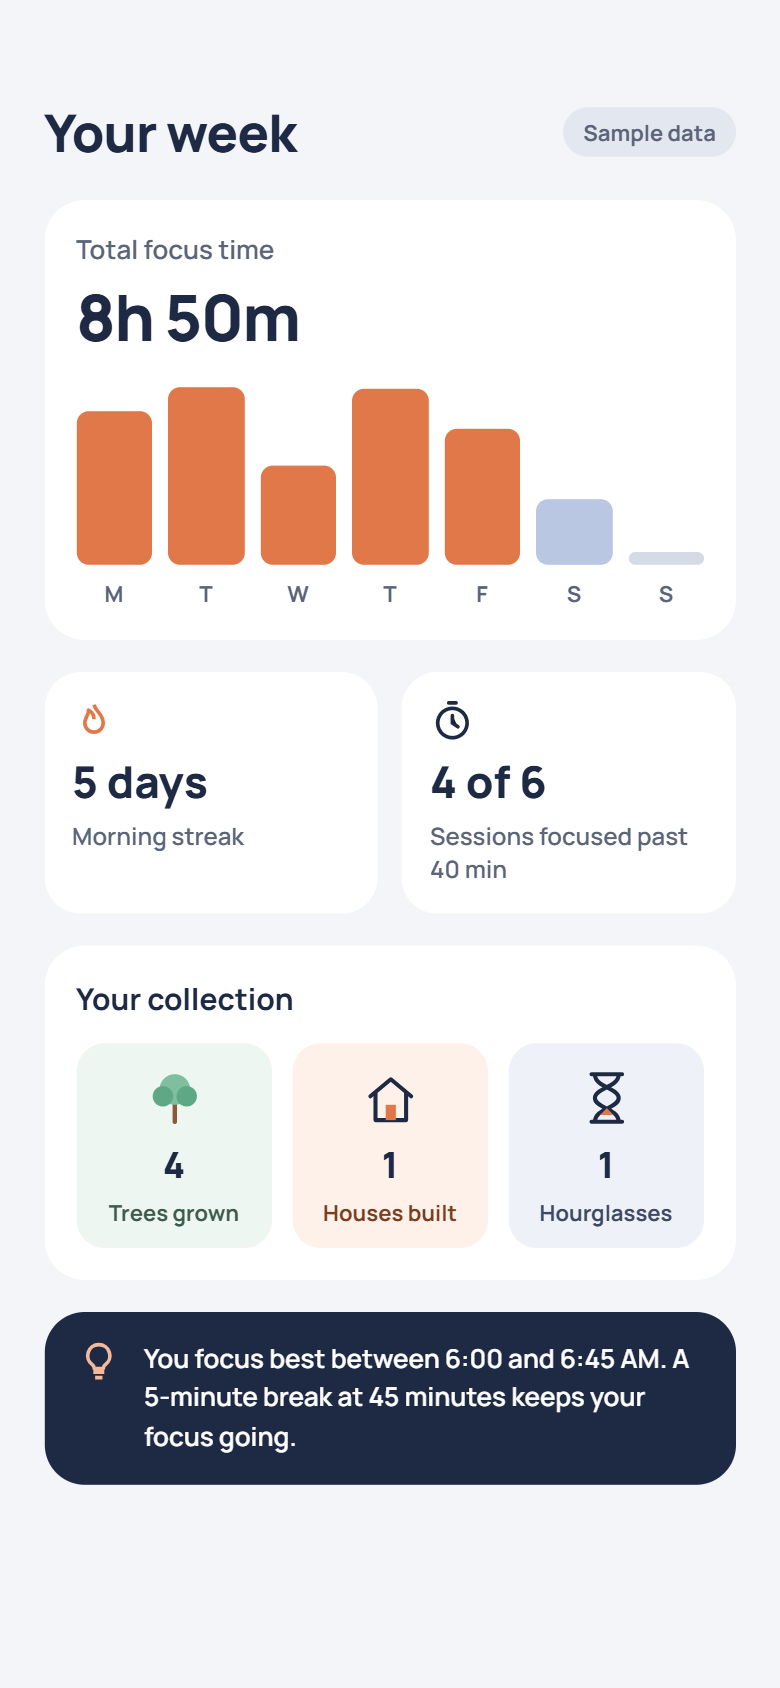 Your week
Sample data
Total focus time
8h 50m
M T W T F S S
5 days
Morning streak
4 of 6
Sessions focused past
40 min
Your collection
4
Trees grown
1
Houses built
1
Hourglasses
You focus best between 6:00 and 6:45 AM. A
5-minute break at 45 minutes keeps your
focus going.